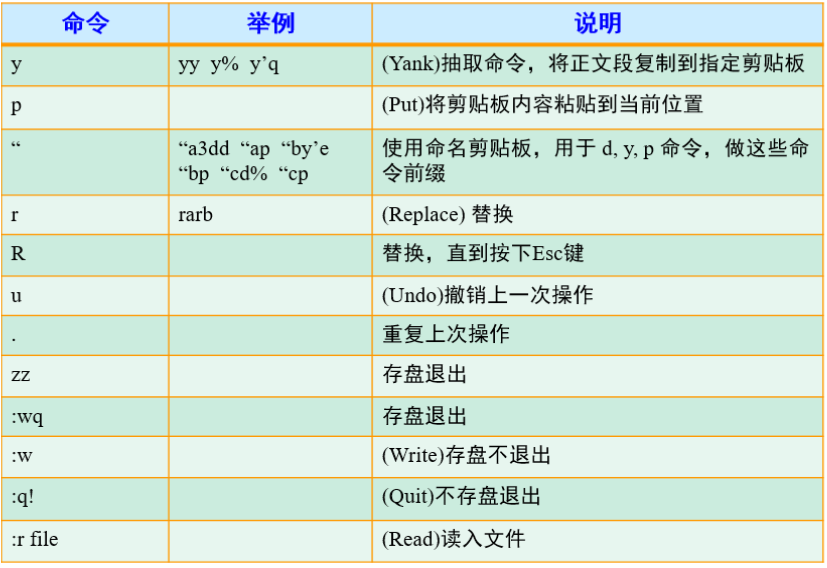 命令 举例 说明
y yy y% y’q (Yank)抽取命令，将正文段复制到指定剪贴板
p (Put)将剪贴板内容粘贴到当前位置
“ “a3dd “ap “by’e 使用命名剪贴板，用于 d, y, p 命令，做这些命
“bp “cd% “cp 令前缀
r rarb (Replace) 替换
R 替换，直到按下Esc键
u (Undo)撤销上一次操作
. 重复上次操作
zz 存盘退出
:wq 存盘退出
:w (Write)存盘不退出
:q! (Quit)不存盘退出
:r file (Read)读入文件